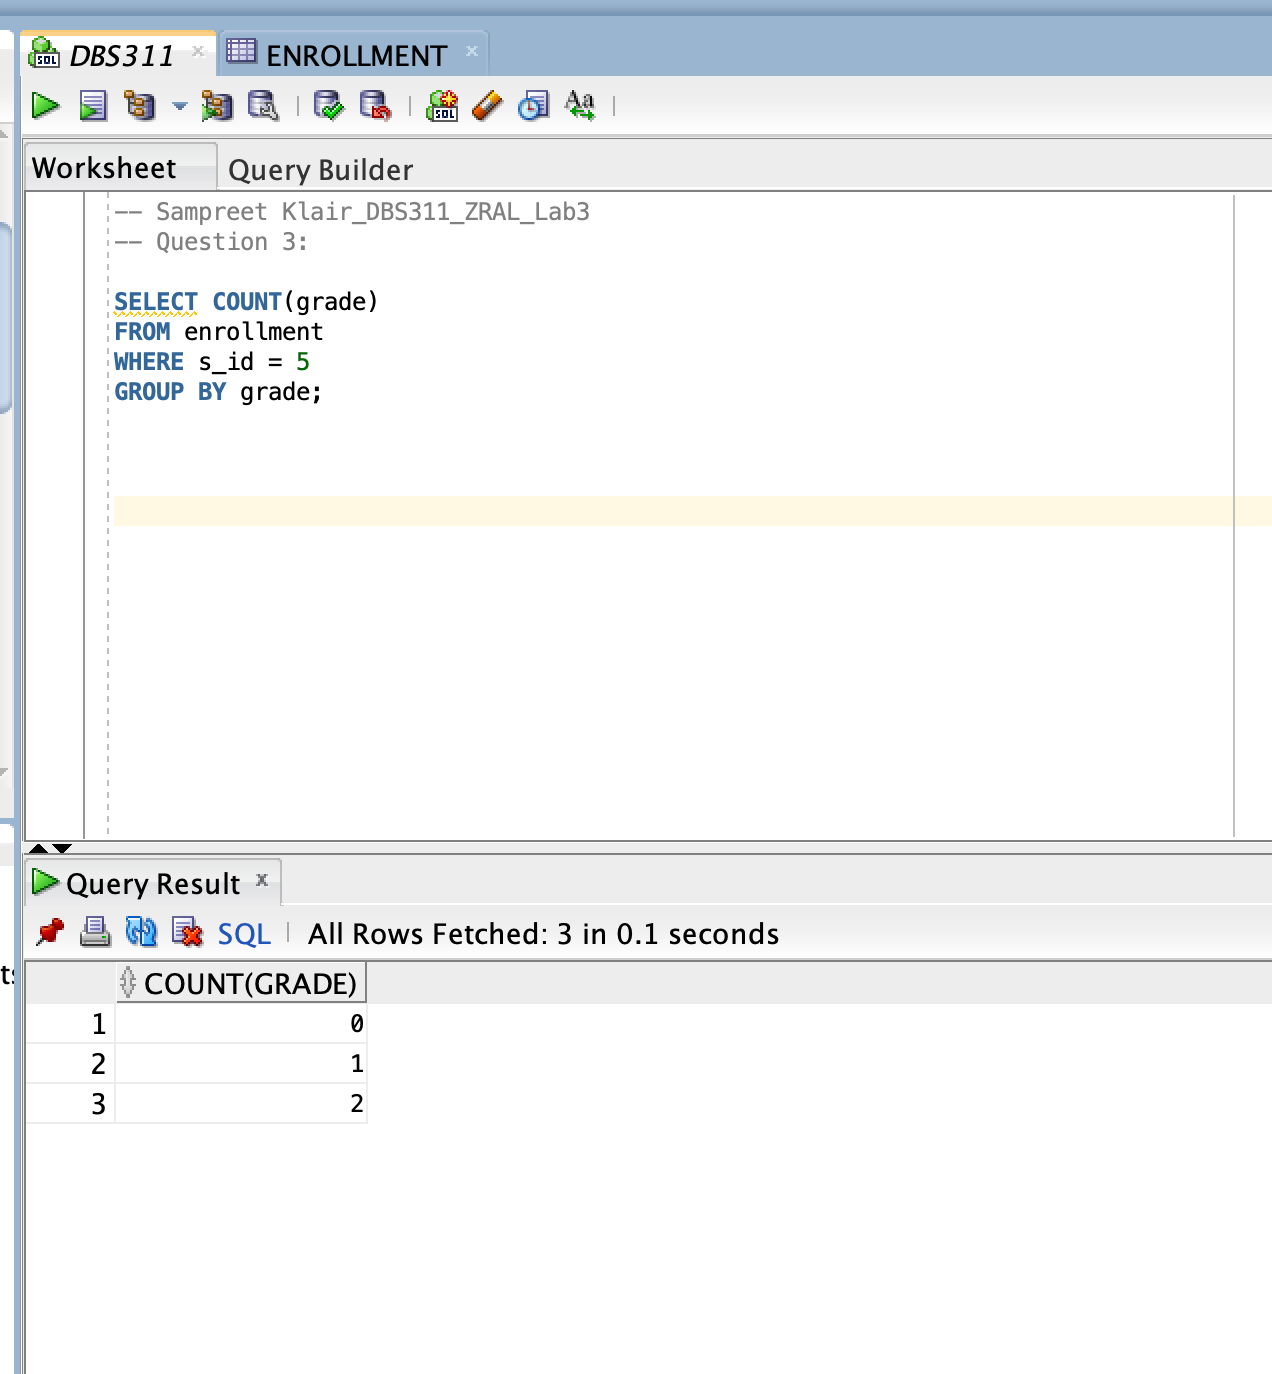 DBS311 ENROLLMENT
Worksheet Query Builder
-- Sampreet Klair_DBS311_ZRAL_Lab3
-- Question 3:
SELECT COUNT(grade)
FROM enrollment
WHERE s_id = 5
GROUP BY grade;
Query Result
SQL All Rows Fetched: 3 in 0.1 seconds
COUNT(GRADE)
1 0
2 1
3 2